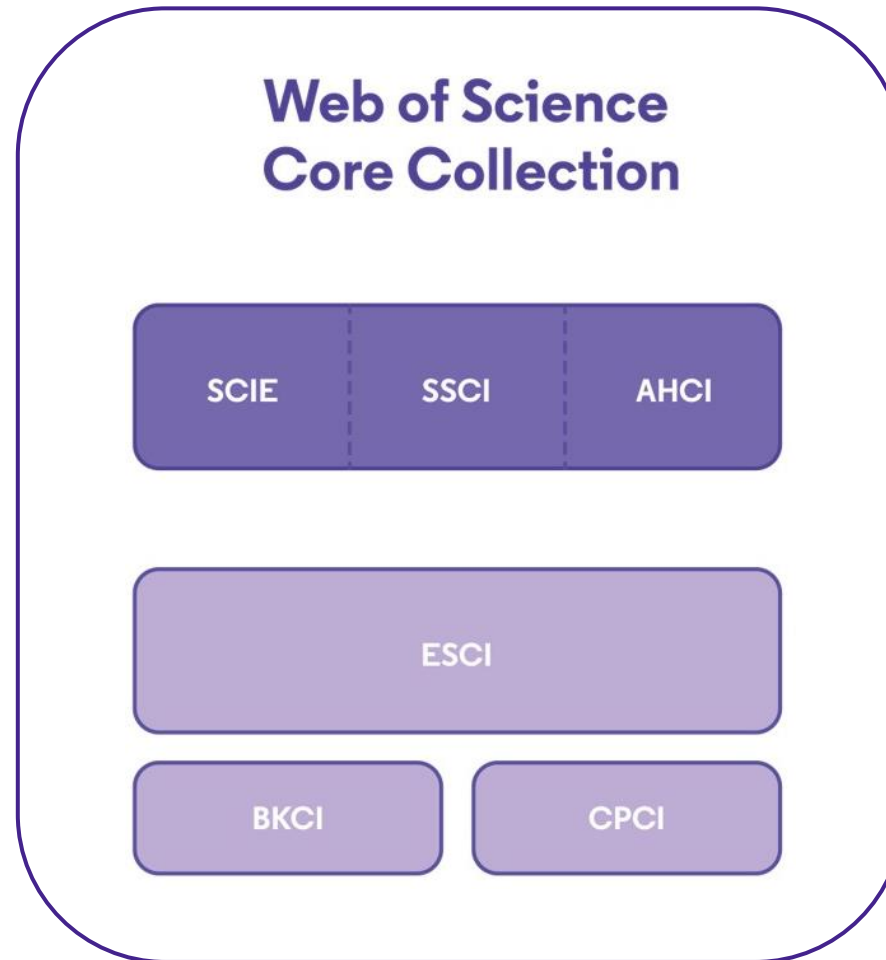 Web of Science
Core Collection
SCIE SSCI AHCI
ESCI
BKCI CPCI